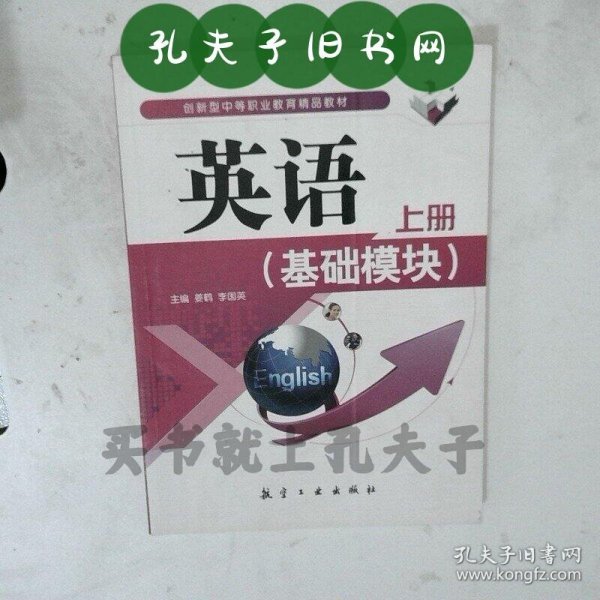 孔夫子旧书网
创新型中等职业教育精品教材
英语
上册
（基础模块）
主编 姜鹤 李国英
English
买书就上孔夫子
航空工业出版社
孔夫子旧書网
www.kongfz.com